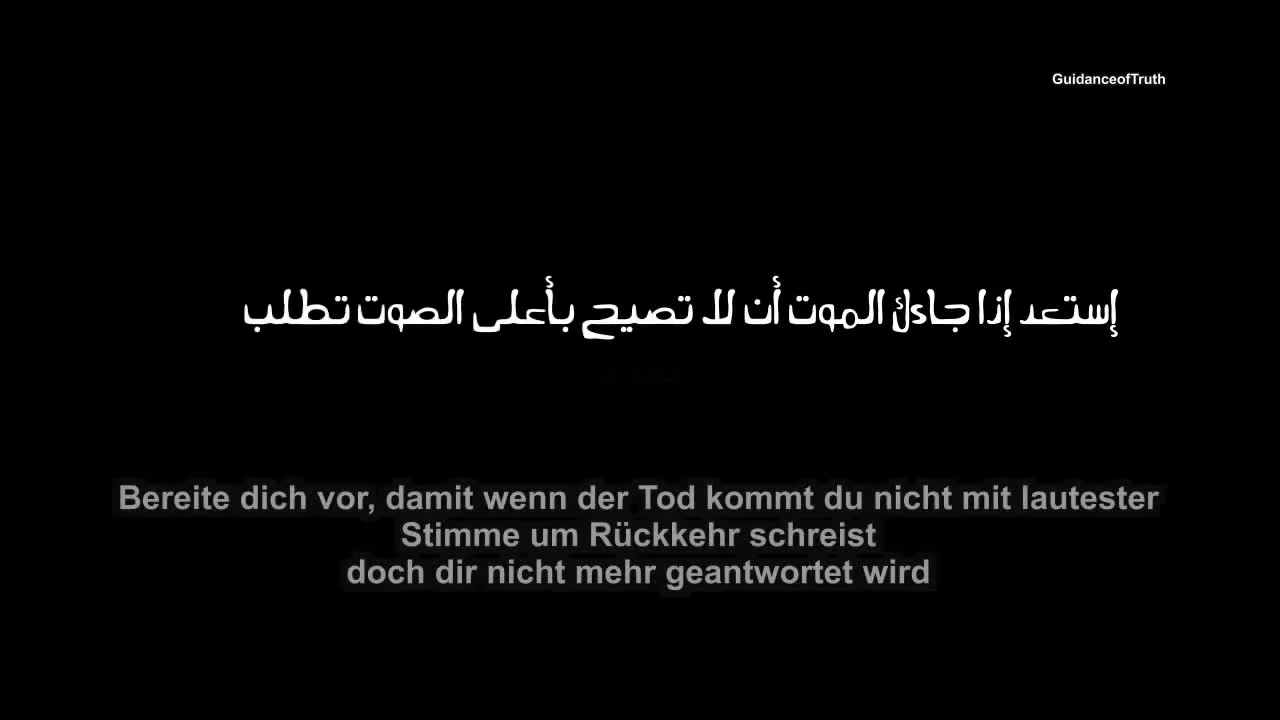 GuidanceofTruth
إستعد إذا جاءك الموت أن لا تصيح بأعلى الصوت تطلب
Bereite dich vor, damit wenn der Tod kommt du nicht mit lautester
Stimme um Rückkehr schreist
doch dir nicht mehr geantwortet wird